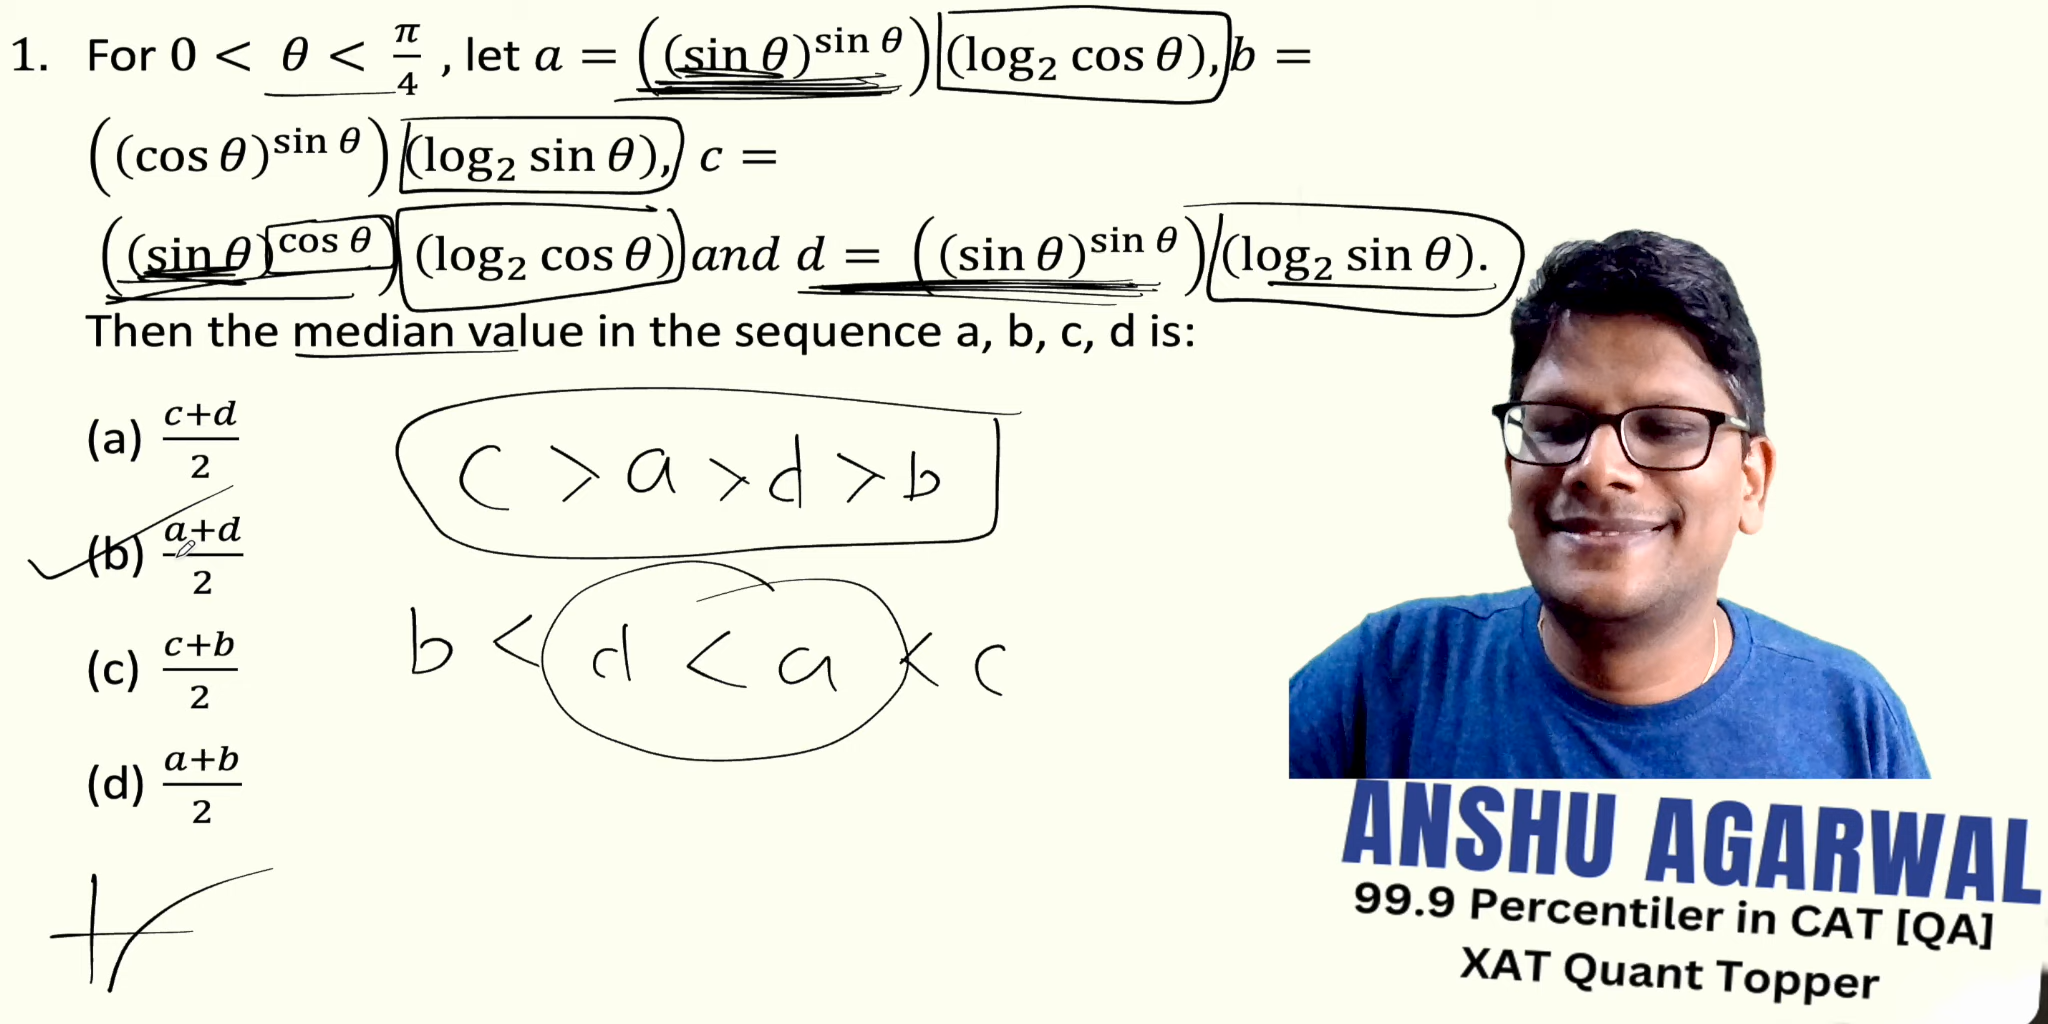 1. For 0 < θ < π/4 , let a = ((sin θ)^sin θ)(log₂ cos θ), b =
((cos θ)^sin θ)(log₂ sin θ), c =
((sin θ)^cos θ)(log₂ cos θ) and d = ((sin θ)^sin θ)(log₂ sin θ).
Then the median value in the sequence a, b, c, d is:
(a) c+d/2
(b) a+d/2
(c) c+b/2
(d) a+b/2
c > a > d > b
b < d < a < c
ANSHU AGARWAL
99.9 Percentiler in CAT [QA]
XAT Quant Topper